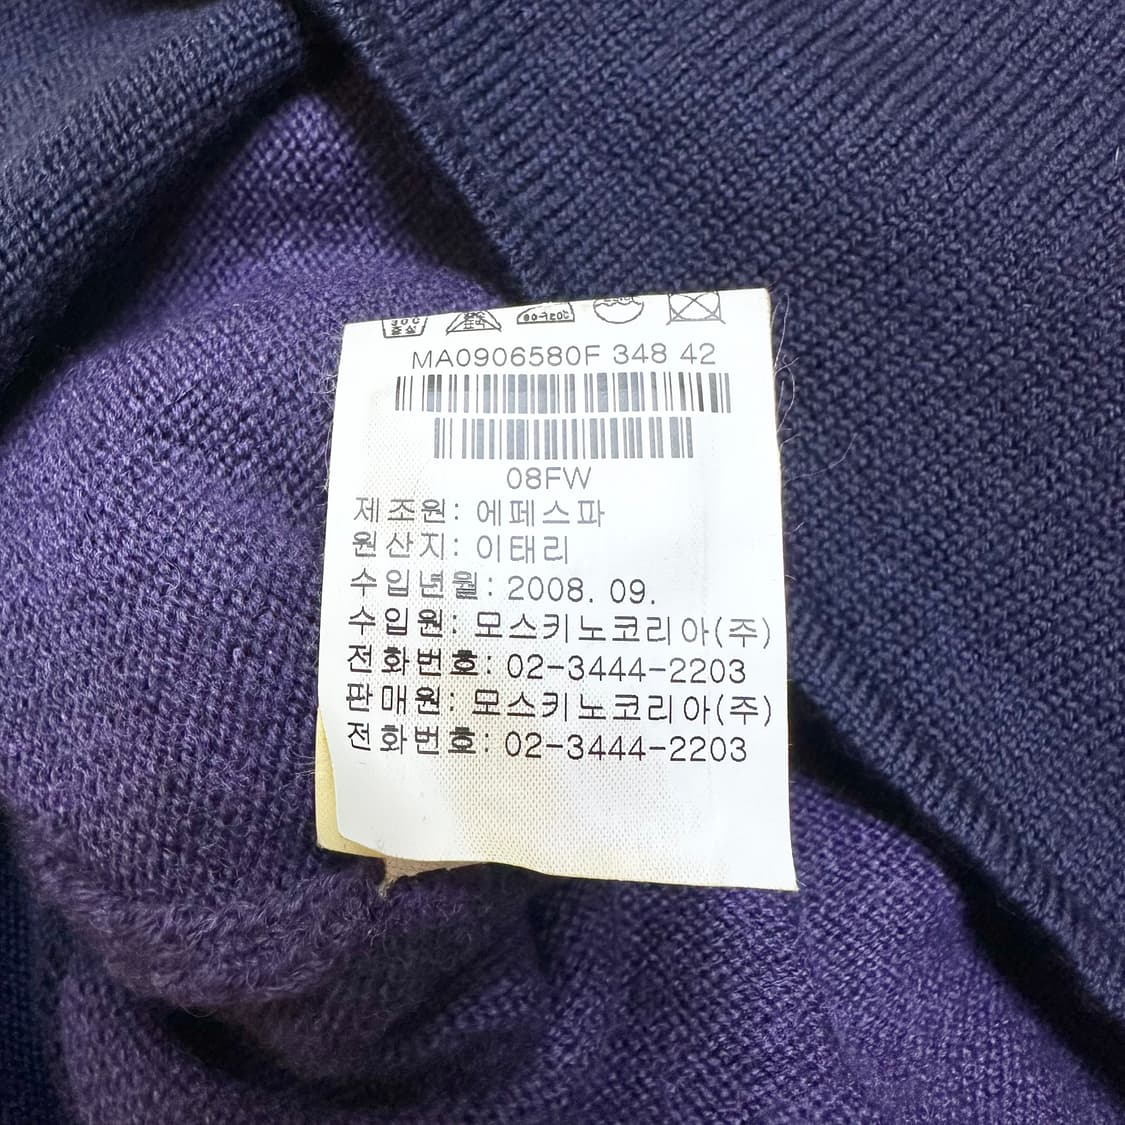 MA0906580F 348 42
08FW
제조원: 에페스파
원산지: 이태리
수입년월: 2008. 09.
수입원: 모스키노코리아(주)
전화번호: 02-3444-2203
판매원: 모스키노코리아(주)
전화번호: 02-3444-2203